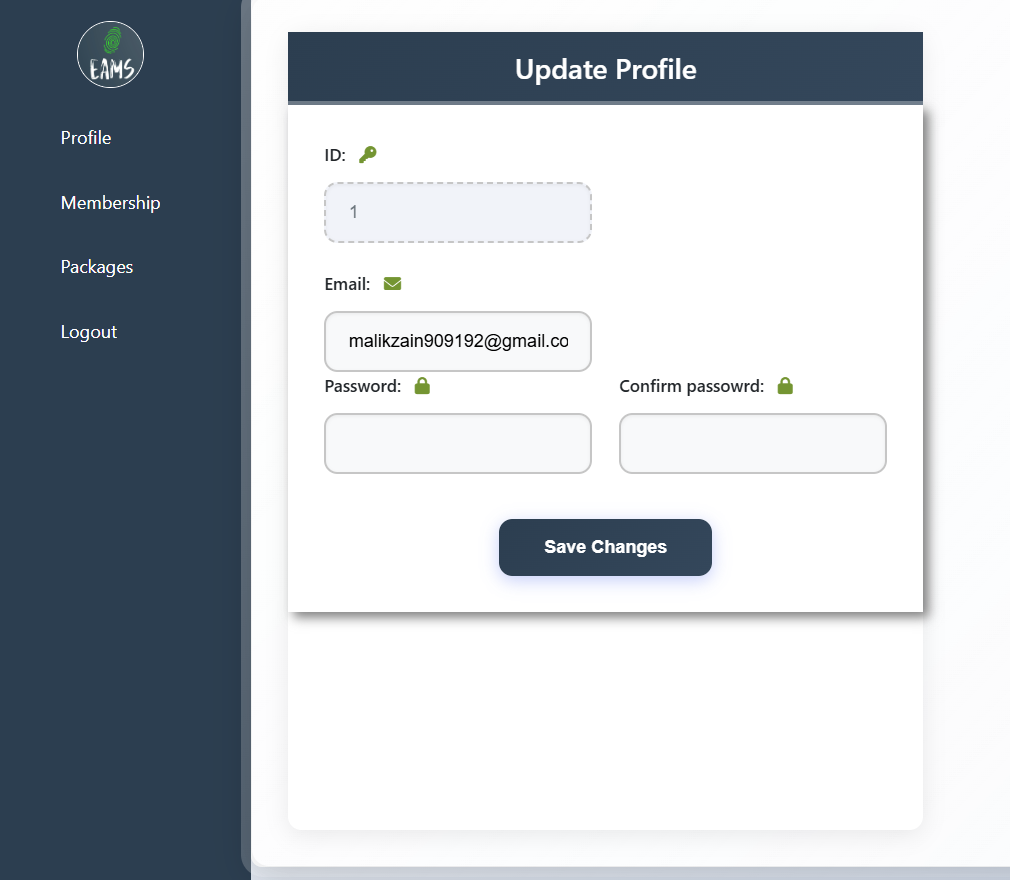 EAMS
Profile
Membership
Packages
Logout
Update Profile
ID:
1
Email:
malikzain909192@gmail.co
Password:
Confirm passowrd:
Save Changes